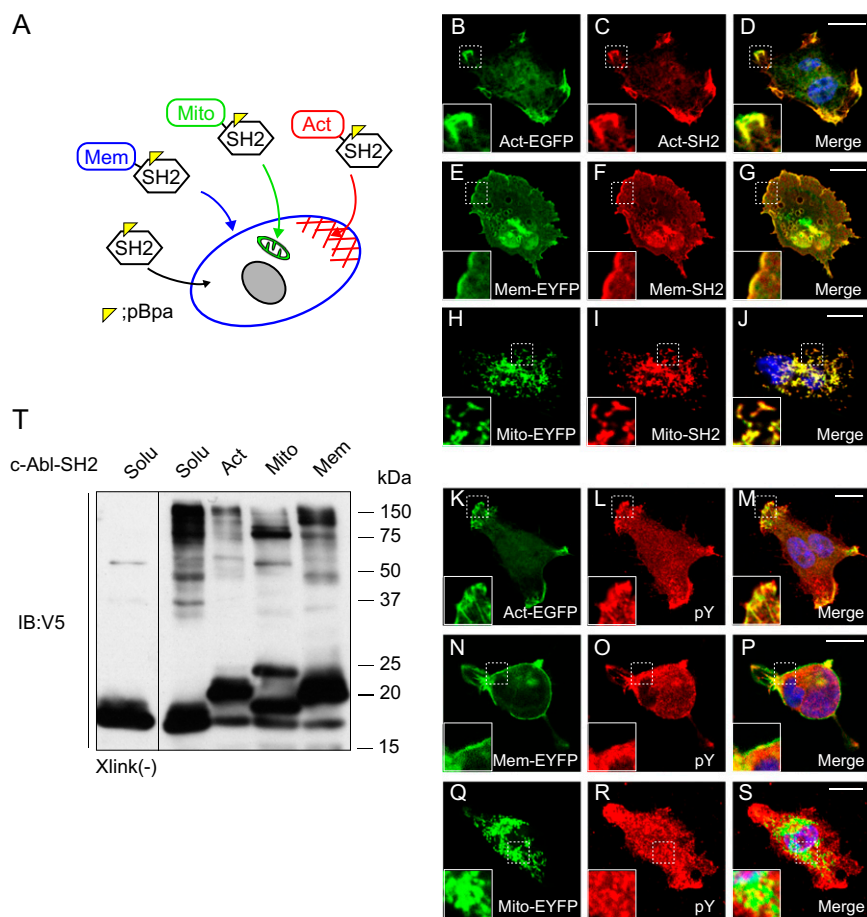 A
Mito
SH2
Act
SH2
Mem
SH2
SH2
;pBpa
B
Act-EGFP
C
Act-SH2
D
Merge
E
Mem-EYFP
F
Mem-SH2
G
Merge
H
Mito-EYFP
I
Mito-SH2
J
Merge
T
c-Abl-SH2 Solu Solu Act Mito Mem
kDa
150
75
50
37
25
20
15
IB:V5
Xlink(-)
K
Act-EGFP
L
pY
M
Merge
N
Mem-EYFP
O
pY
P
Merge
Q
Mito-EYFP
R
pY
S
Merge